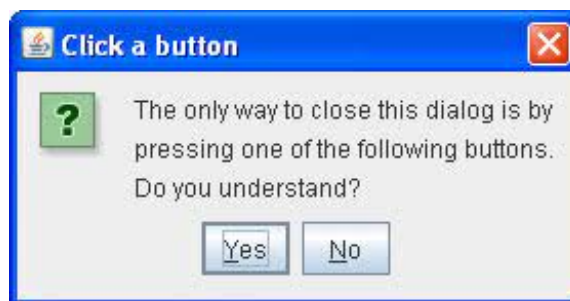 Click a button
The only way to close this dialog is by
pressing one of the following buttons.
Do you understand?
Yes No